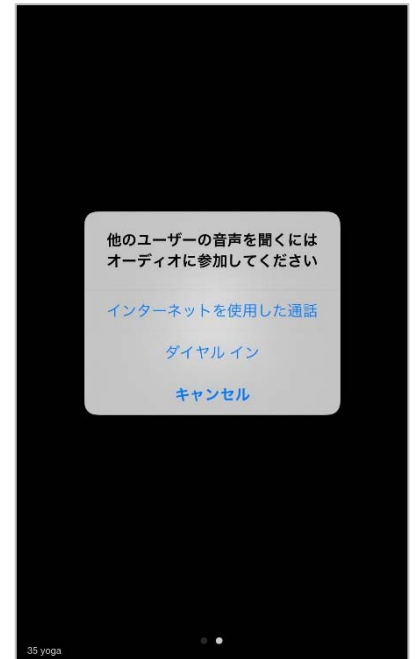 他のユーザーの音声を聞くには
オーディオに参加してください
インターネットを使用した通話
ダイヤル イン
キャンセル
35 yoga